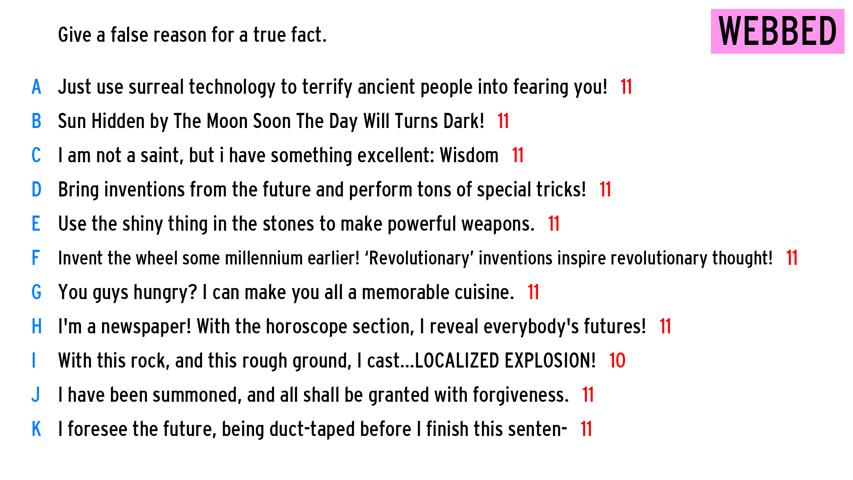 Give a false reason for a true fact.
WEBBED
A Just use surreal technology to terrify ancient people into fearing you! 11
B Sun Hidden by The Moon Soon The Day Will Turns Dark! 11
C I am not a saint, but i have something excellent: Wisdom 11
D Bring inventions from the future and perform tons of special tricks! 11
E Use the shiny thing in the stones to make powerful weapons. 11
F Invent the wheel some millennium earlier! ‘Revolutionary’ inventions inspire revolutionary thought! 11
G You guys hungry? I can make you all a memorable cuisine. 11
H I'm a newspaper! With the horoscope section, I reveal everybody's futures! 11
I With this rock, and this rough ground, I cast...LOCALIZED EXPLOSION! 10
J I have been summoned, and all shall be granted with forgiveness. 11
K I foresee the future, being duct-taped before I finish this senten- 11